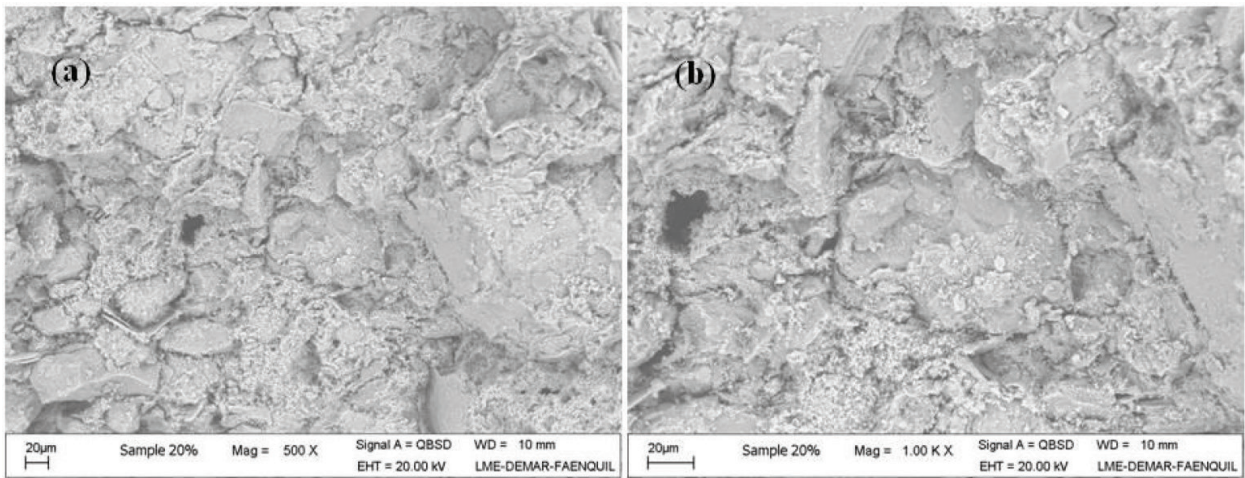 (a)
20μm
Sample 20%
Mag = 500 X
Signal A = QBSD
WD = 10 mm
EHT = 20.00 kV
LME-DEMAR-FAENQUIL
(b)
20μm
Sample 20%
Mag = 1.00 K X
Signal A = QBSD
WD = 10 mm
EHT = 20.00 kV
LME-DEMAR-FAENQUIL